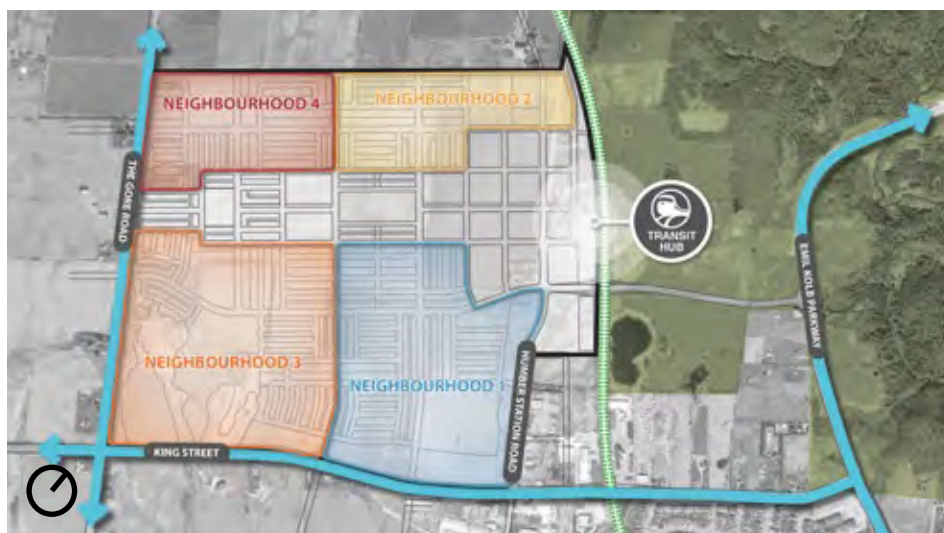 NEIGHBOURHOOD 4
NEIGHBOURHOOD 2
THE GORE ROAD
TRANSIT
HUB
EMIL KOLB PARKWAY
NEIGHBOURHOOD 3
NEIGHBOURHOOD 1
HUMBER STATION ROAD
KING STREET